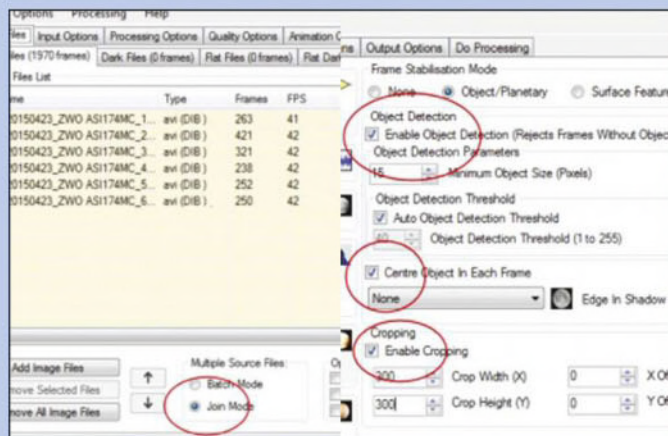 Options Processing Help
Files Input Options Processing Options Quality Options Animation
Files (1970 frames) Dark Files (0 frames) Flat Files (0 frames) Flat Dark
Files List
Type Frames FPS
20150423_ZWO ASI174MC_1... avi (DIB ) 263 41
20150423_ZWO ASI174MC_2... avi (DIB ) 421 42
20150423_ZWO ASI174MC_3... avi (DIB ) 321 42
20150423_ZWO ASI174MC_4... avi (DIB ) 238 42
20150423_ZWO ASI174MC_5... avi (DIB ) 252 42
20150423_ZWO ASI174MC_6... avi (DIB ) 250 42
Add Image Files
move Selected Files
move All Image Files
Multiple Source Files:
Batch Mode
Join Mode
Output Options Do Processing
Frame Stabilisation Mode
None Object/Planetary Surface Feature
Object Detection
Enable Object Detection (Rejects Frames Without Objec
Object Detection Parameters
15 Minimum Object Size (Pixels)
Object Detection Threshold
Auto Object Detection Threshold
40 Object Detection Threshold (1 to 255)
Centre Object In Each Frame
None Edge In Shadow
Cropping
Enable Cropping
300 Crop Width (X) 0 X Of
300 Crop Height (Y) 0 Y Of